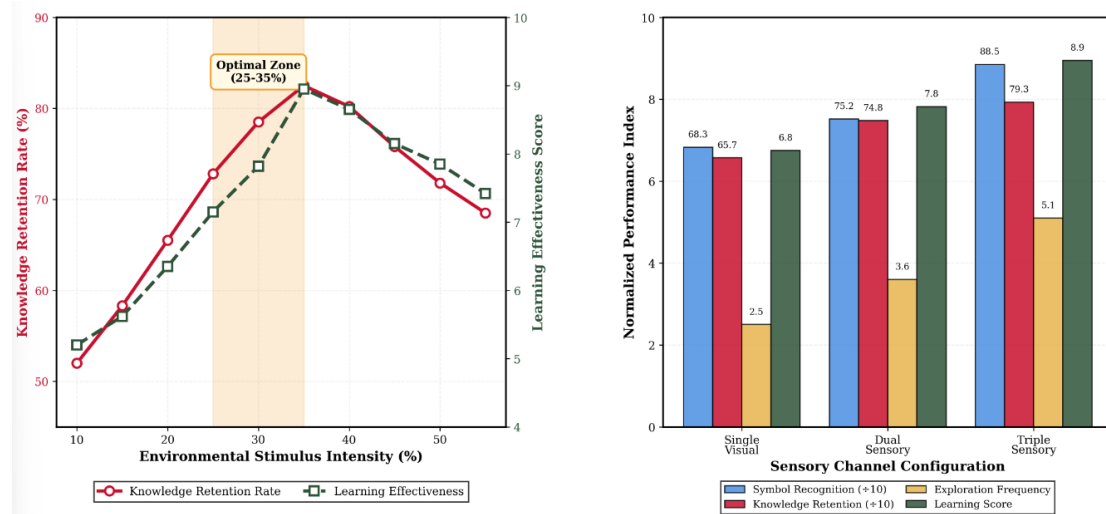 90
80
70
60
50
Knowledge Retention Rate (%)
Optimal Zone
(25-35%)
10
9
8
7
6
5
4
Learning Effectiveness Score
10
20
30
40
50
Environmental Stimulus Intensity (%)
Knowledge Retention Rate
Learning Effectiveness
10
8
6
4
2
0
Normalized Performance Index
68.3
65.7
2.5
6.8
75.2
74.8
3.6
7.8
88.5
79.3
5.1
8.9
Single
Visual
Dual
Sensory
Triple
Sensory
Sensory Channel Configuration
Symbol Recognition (÷10)
Knowledge Retention (÷10)
Exploration Frequency
Learning Score